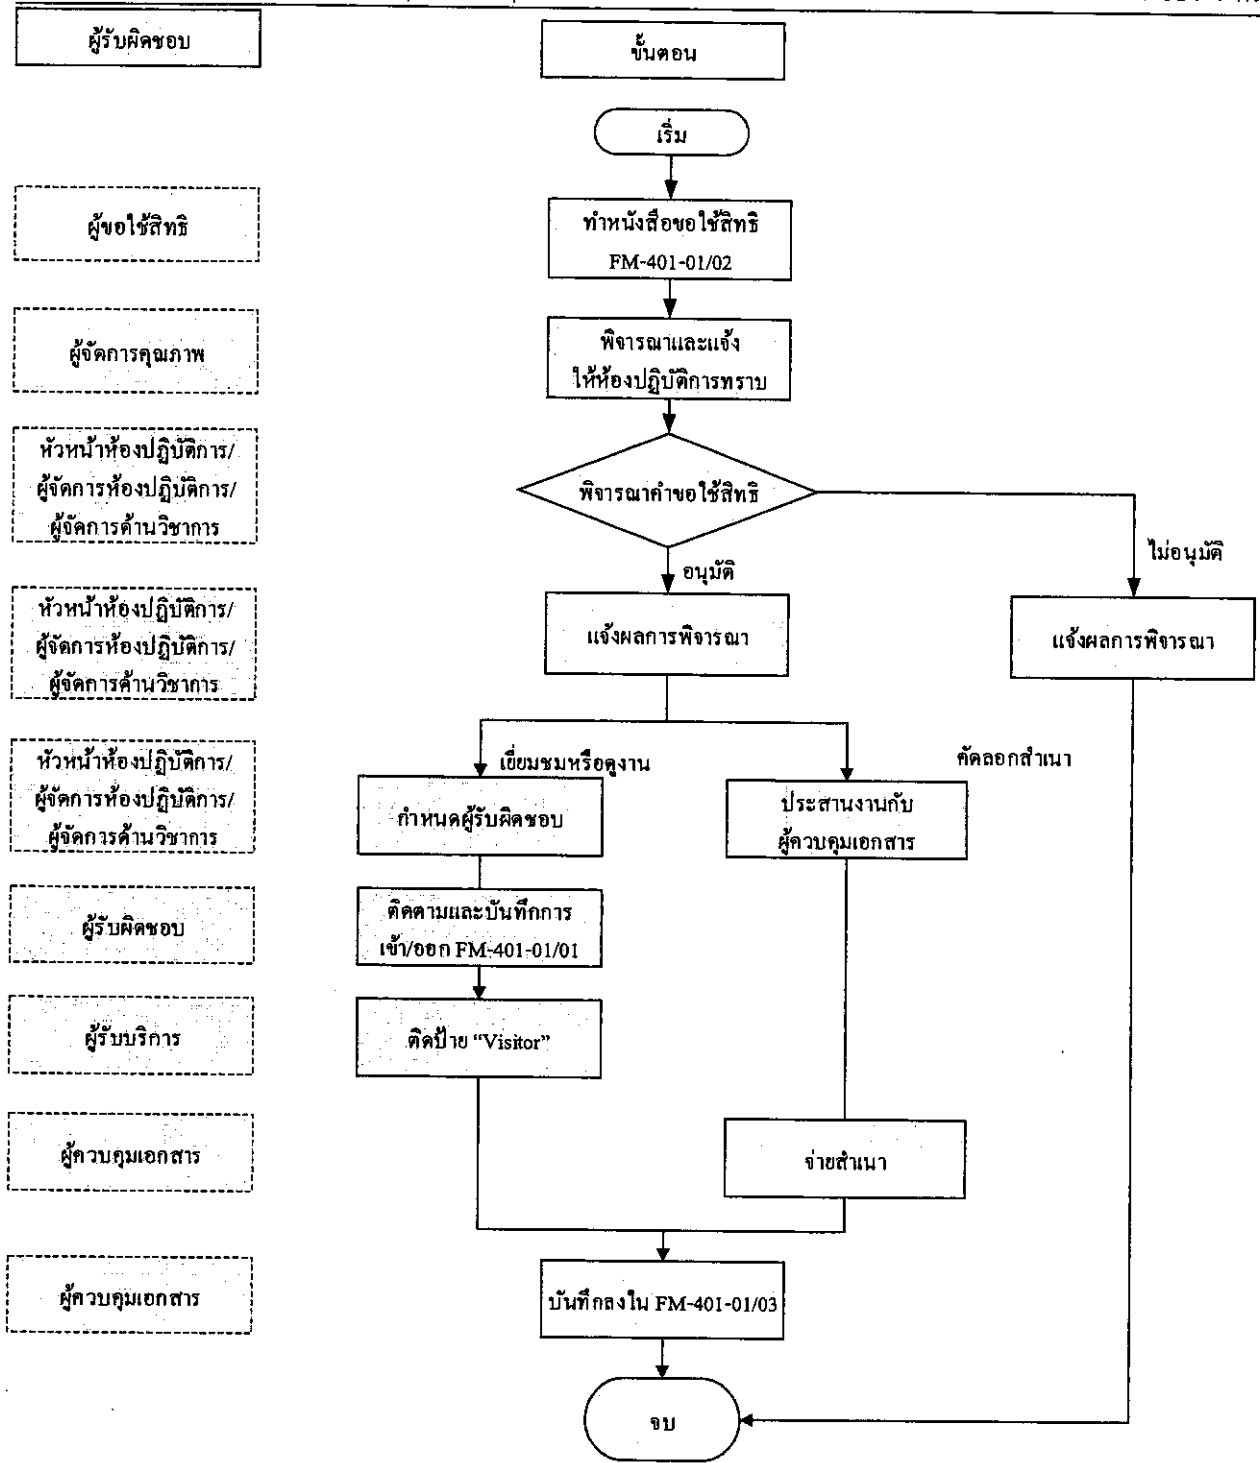 ผู้รับผิดชอบ
ขั้นตอน
เริ่ม
ผู้ขอใช้สิทธิ
ทำหนังสือขอใช้สิทธิ
FM-401-01/02
ผู้จัดการคุณภาพ
พิจารณาและแจ้ง
ให้ห้องปฏิบัติการทราบ
หัวหน้าห้องปฏิบัติการ/
ผู้จัดการห้องปฏิบัติการ/
ผู้จัดการด้านวิชาการ
พิจารณาคำขอใช้สิทธิ
อนุมัติ
ไม่อนุมัติ
หัวหน้าห้องปฏิบัติการ/
ผู้จัดการห้องปฏิบัติการ/
ผู้จัดการด้านวิชาการ
แจ้งผลการพิจารณา
แจ้งผลการพิจารณา
หัวหน้าห้องปฏิบัติการ/
ผู้จัดการห้องปฏิบัติการ/
ผู้จัดการด้านวิชาการ
เยี่ยมชมหรือดูงาน
คัดลอกสำเนา
กำหนดผู้รับผิดชอบ
ประสานงานกับ
ผู้ควบคุมเอกสาร
ผู้รับผิดชอบ
ติดตามและบันทึกการ
เข้า/ออก FM-401-01/01
ผู้รับบริการ
ติดป้าย “Visitor”
ผู้ควบคุมเอกสาร
จ่ายสำเนา
ผู้ควบคุมเอกสาร
บันทึกลงใน FM-401-01/03
จบ